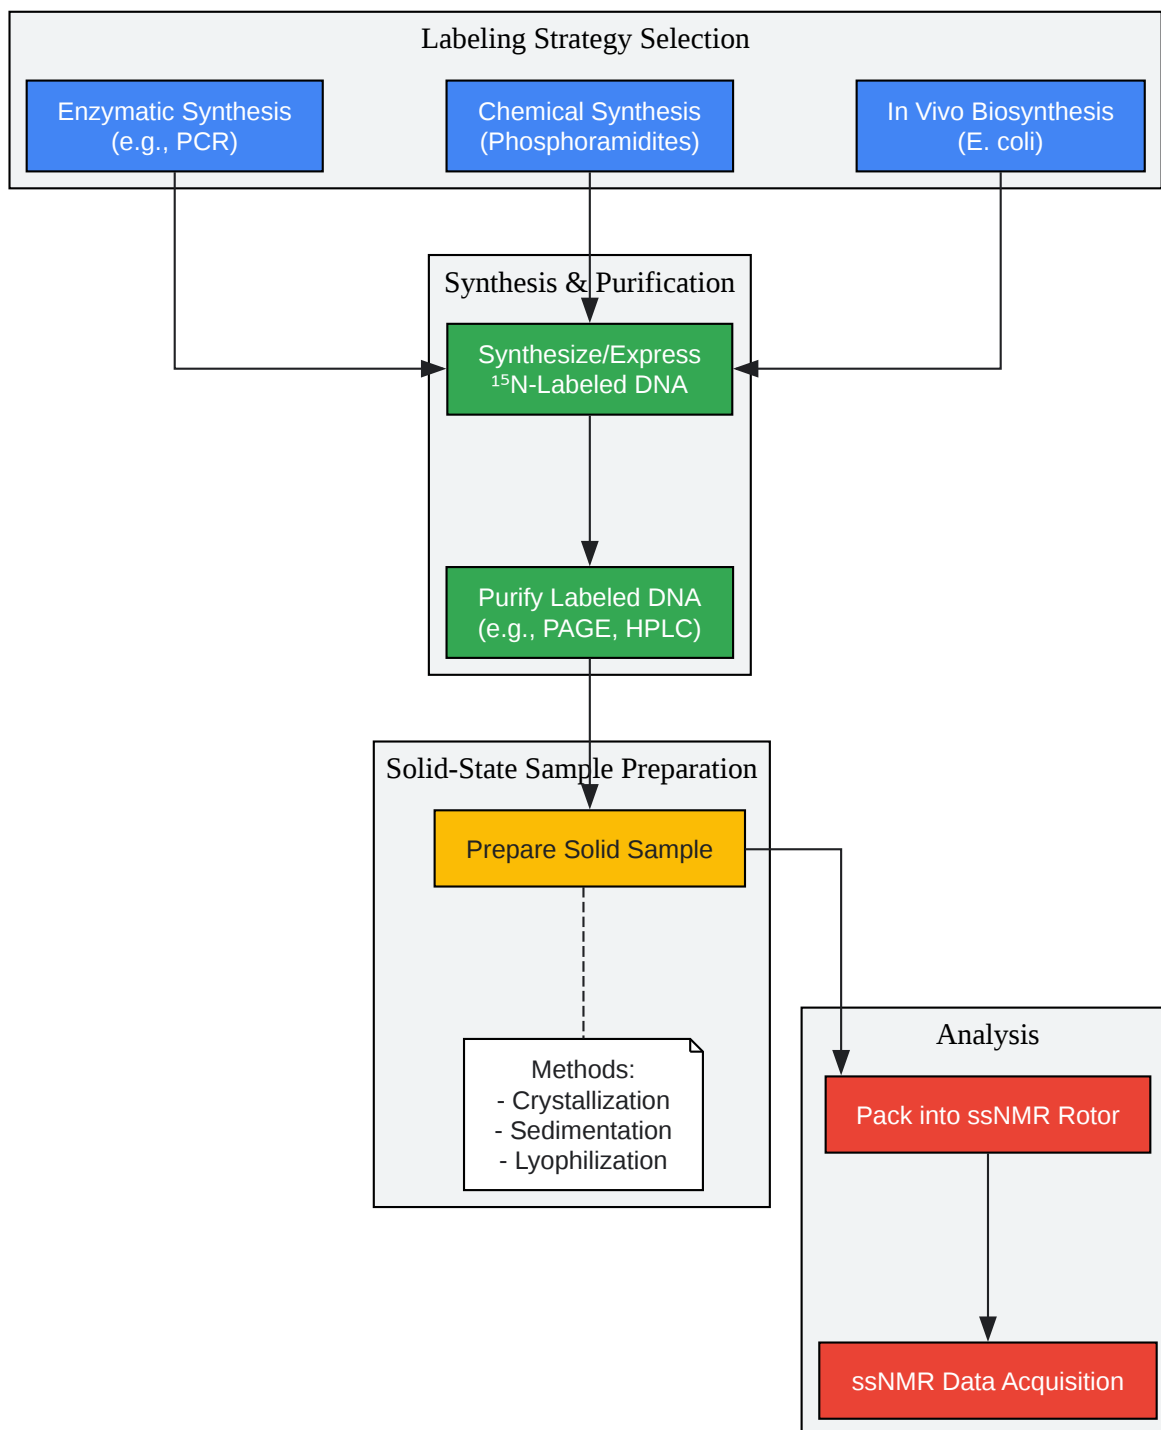 Labeling Strategy Selection
Enzymatic Synthesis
(e.g., PCR)
Chemical Synthesis
(Phosphoramidites)
In Vivo Biosynthesis
(E. coli)
Synthesis & Purification
Synthesize/Express
¹⁵N-Labeled DNA
Purify Labeled DNA
(e.g., PAGE, HPLC)
Solid-State Sample Preparation
Prepare Solid Sample
Methods:
- Crystallization
- Sedimentation
- Lyophilization
Analysis
Pack into ssNMR Rotor
ssNMR Data Acquisition